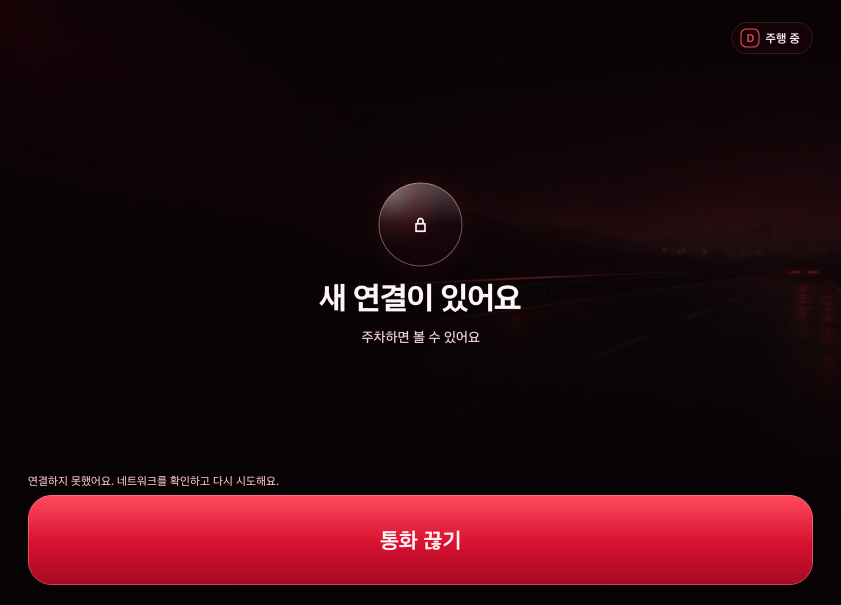 D 주행 중
새 연결이 있어요
주차하면 볼 수 있어요
연결하지 못했어요. 네트워크를 확인하고 다시 시도해요.
통화 끊기